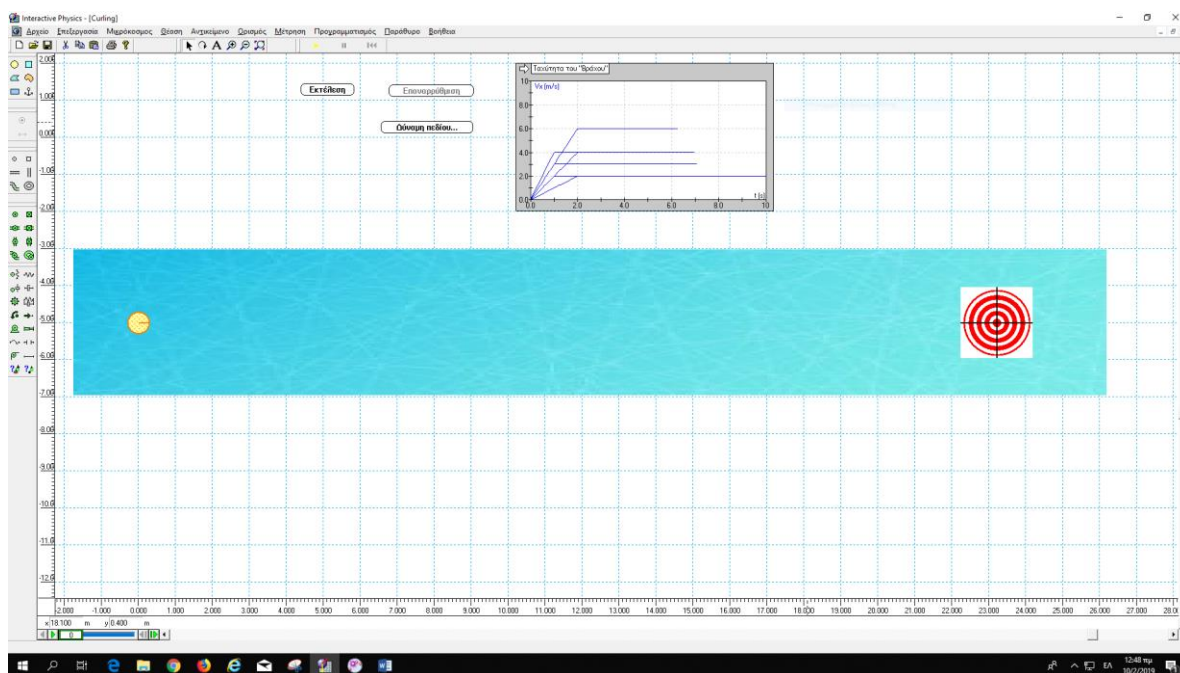 Interactive Physics - [Curling]
Αρχείο Επεξεργασία Μικρόκοσμος Θέαση Αντικείμενο Ορισμός Μέτρηση Προγραμματισμός Παράθυρο Βοήθεια
Εκτέλεση
Επαναρρύθμιση
Δύναμη πεδίου...
Ταχύτητα του "Βράχου"
Vx (m/s)
10
8.0
6.0
4.0
2.0
0.0
0.0 2.0 4.0 6.0 8.0 10
t (s)
2.000
1.000
0.000
-1.000
-2.000
-3.000
-4.000
-5.000
-6.000
-7.000
-8.000
-9.000
-10.00
-11.0
-12.0
-2.000 -1.000 0.000 1.000 2.000 3.000 4.000 5.000 6.000 7.000 8.000 9.000 10.000 11.000 12.000 13.000 14.000 15.000 16.000 17.000 18.000 19.000 20.000 21.000 22.000 23.000 24.000 25.000 26.000 27.000 28.0
x 18.100 m y 0.400 m
0
ΕΛ
12:48 πμ
10/2/2019